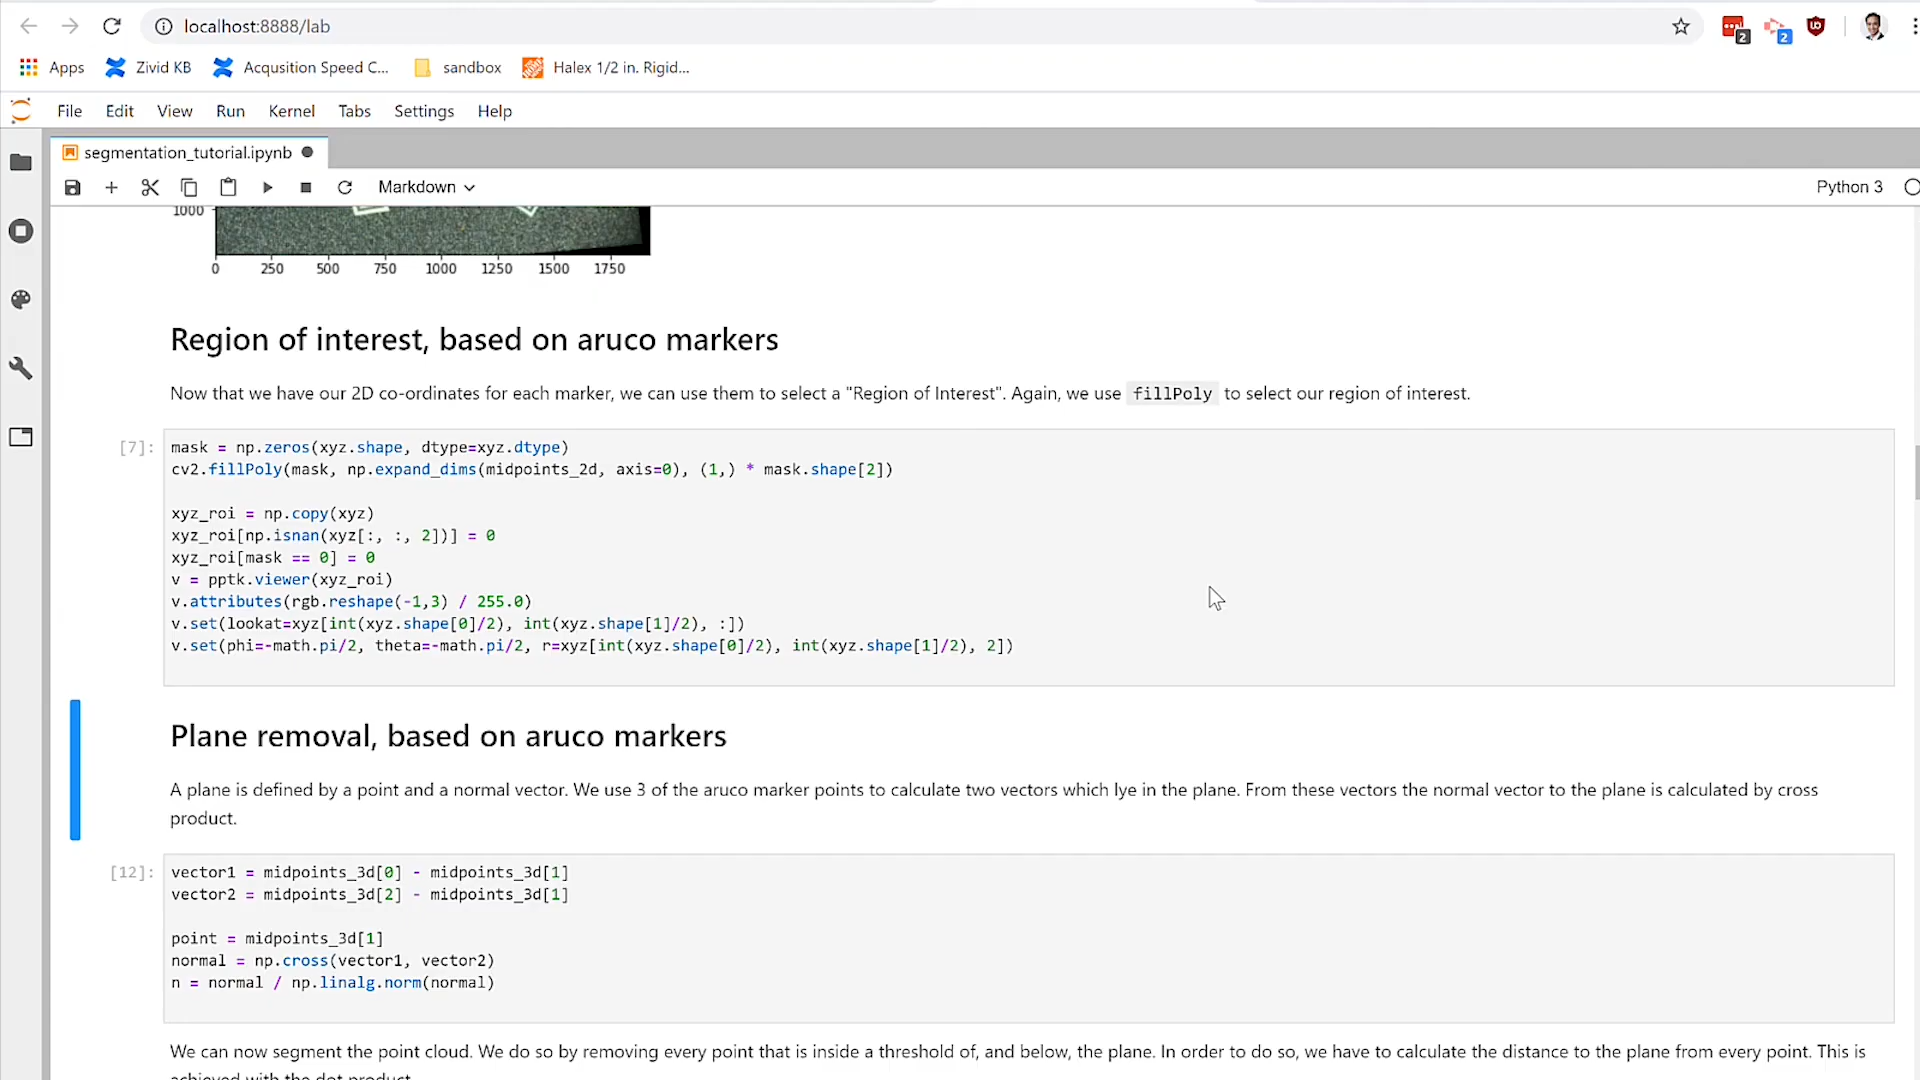 localhost:8888/lab
2
2
Apps
Zivid KB
Acqusition Speed C...
sandbox
Halex 1/2 in. Rigid...
File Edit View Run Kernel Tabs Settings Help
segmentation_tutorial.ipynb
Markdown
Python 3
1000
0 250 500 750 1000 1250 1500 1750
Region of interest, based on aruco markers
Now that we have our 2D co-ordinates for each marker, we can use them to select a "Region of Interest". Again, we use fillPoly to select our region of interest.
[7]:
mask = np.zeros(xyz.shape, dtype=xyz.dtype)
cv2.fillPoly(mask, np.expand_dims(midpoints_2d, axis=0), (1,) * mask.shape[2])
xyz_roi = np.copy(xyz)
xyz_roi[np.isnan(xyz[:, :, 2])] = 0
xyz_roi[mask == 0] = 0
v = pptk.viewer(xyz_roi)
v.attributes(rgb.reshape(-1,3) / 255.0)
v.set(lookat=xyz[int(xyz.shape[0]/2), int(xyz.shape[1]/2), :])
v.set(phi=-math.pi/2, theta=-math.pi/2, r=xyz[int(xyz.shape[0]/2), int(xyz.shape[1]/2), 2])
Plane removal, based on aruco markers
A plane is defined by a point and a normal vector. We use 3 of the aruco marker points to calculate two vectors which lye in the plane. From these vectors the normal vector to the plane is calculated by cross
product.
[12]:
vector1 = midpoints_3d[0] - midpoints_3d[1]
vector2 = midpoints_3d[2] - midpoints_3d[1]
point = midpoints_3d[1]
normal = np.cross(vector1, vector2)
n = normal / np.linalg.norm(normal)
We can now segment the point cloud. We do so by removing every point that is inside a threshold of, and below, the plane. In order to do so, we have to calculate the distance to the plane from every point. This is
achieved with the dot product.